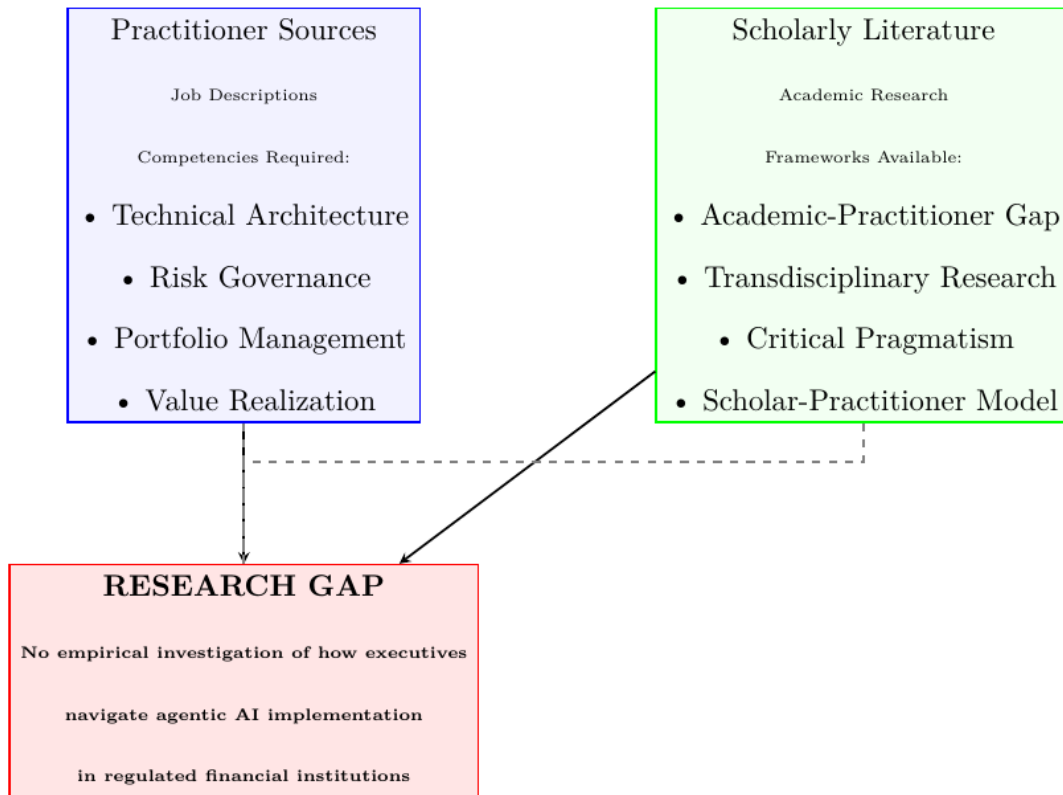 Practitioner Sources
Job Descriptions
Competencies Required:
• Technical Architecture
• Risk Governance
• Portfolio Management
• Value Realization
Scholarly Literature
Academic Research
Frameworks Available:
• Academic-Practitioner Gap
• Transdisciplinary Research
• Critical Pragmatism
• Scholar-Practitioner Model
RESEARCH GAP
No empirical investigation of how executives
navigate agentic AI implementation
in regulated financial institutions